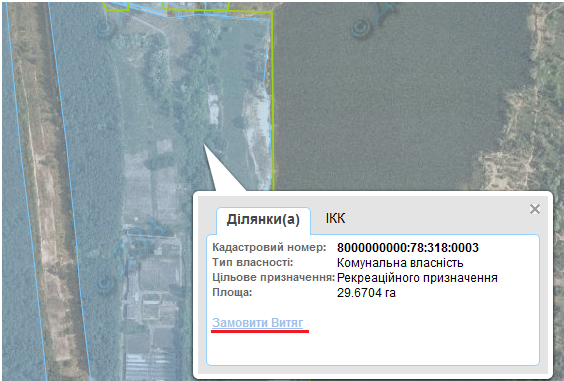 Ділянки(а) ІКК
Кадастровий номер: 8000000000:78:318:0003
Тип власності: Комунальна власність
Цільове призначення: Рекреаційного призначення
Площа: 29.6704 га
Замовити Витяг